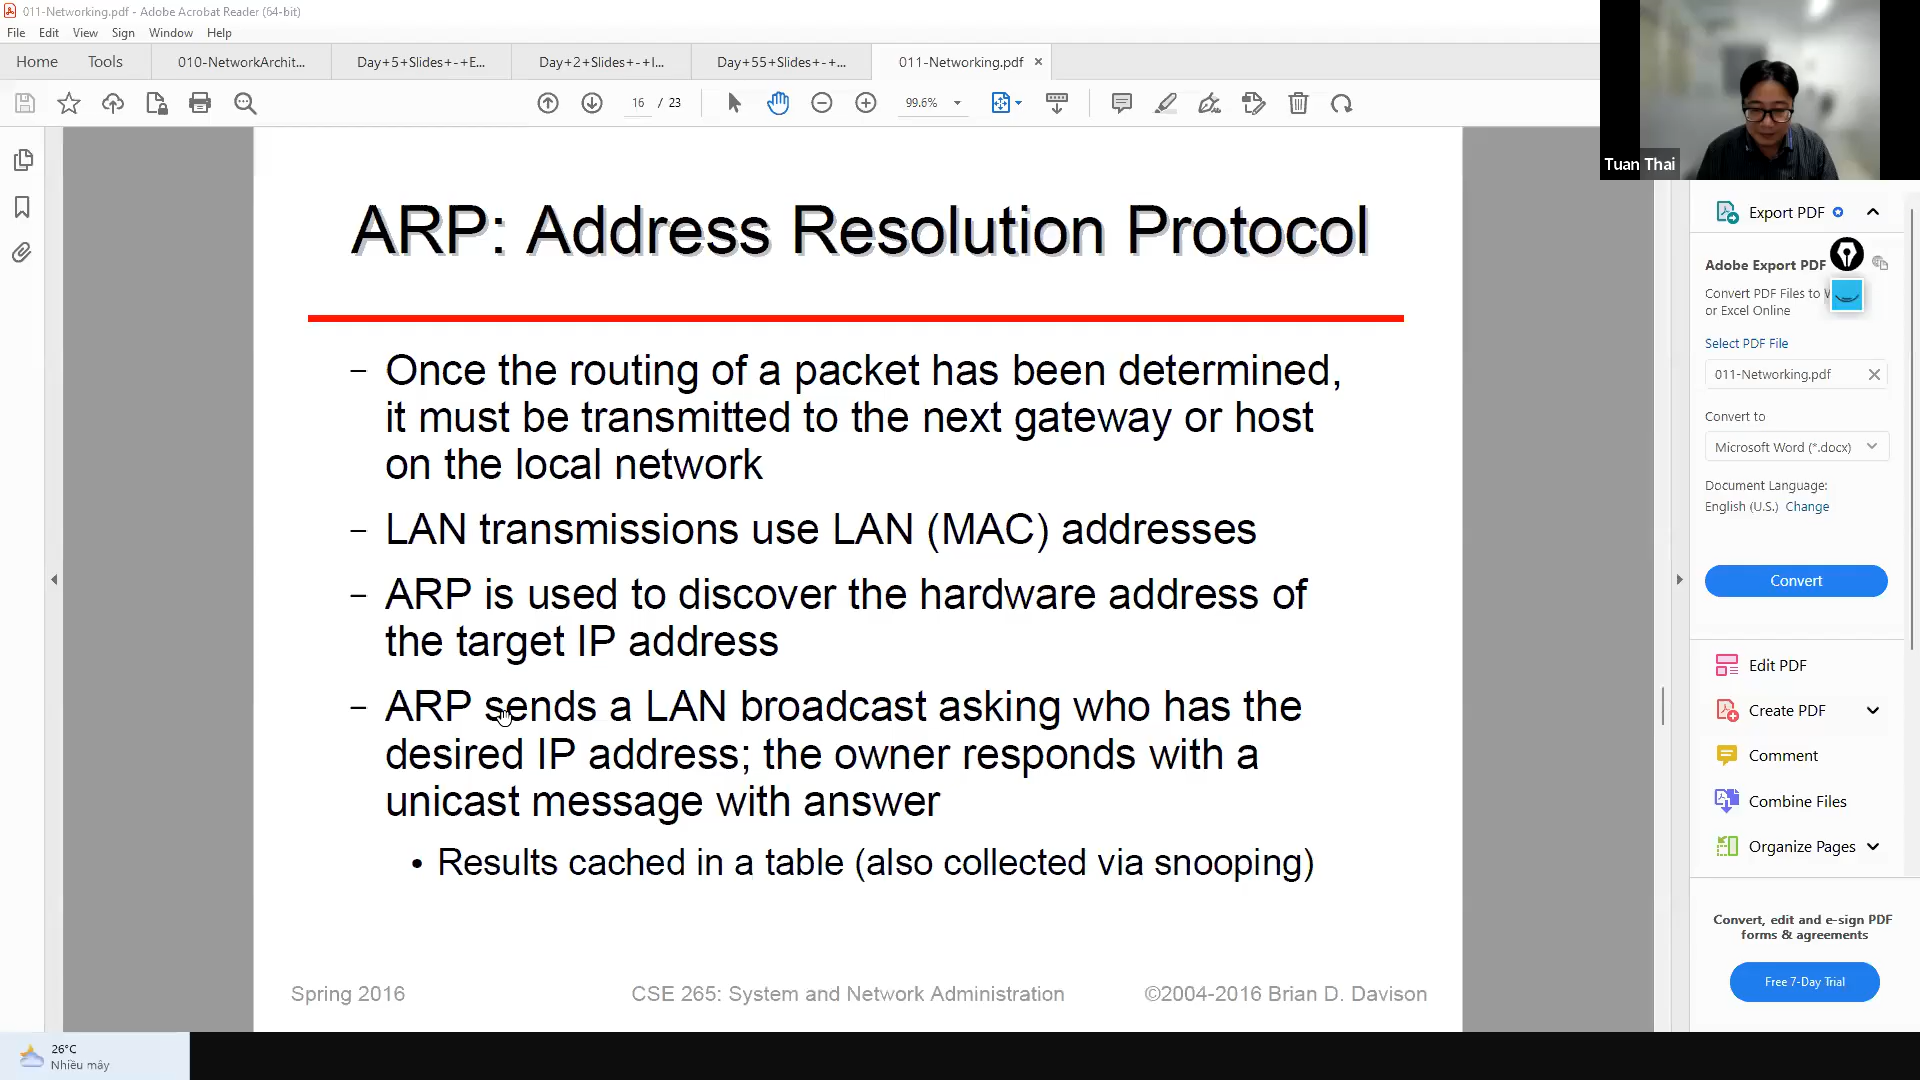 011-Networking.pdf - Adobe Acrobat Reader (64-bit)
File Edit View Sign Window Help
Home Tools 010-NetworkArchit... Day+5+Slides+-+E... Day+2+Slides+-+I... Day+55+Slides+-+... 011-Networking.pdf ×
16 / 23 99.6%
Tuan Thai
ARP: Address Resolution Protocol
– Once the routing of a packet has been determined,
it must be transmitted to the next gateway or host
on the local network
– LAN transmissions use LAN (MAC) addresses
– ARP is used to discover the hardware address of
the target IP address
– ARP sends a LAN broadcast asking who has the
desired IP address; the owner responds with a
unicast message with answer
• Results cached in a table (also collected via snooping)
Spring 2016 CSE 265: System and Network Administration ©2004-2016 Brian D. Davison
Export PDF
Adobe Export PDF
Convert PDF Files to
or Excel Online
Select PDF File
011-Networking.pdf
Convert to
Microsoft Word (*.docx)
Document Language:
English (U.S.) Change
Convert
Edit PDF
Create PDF
Comment
Combine Files
Organize Pages
Convert, edit and e-sign PDF
forms & agreements
Free 7-Day Trial
26°C
Nhiều mây